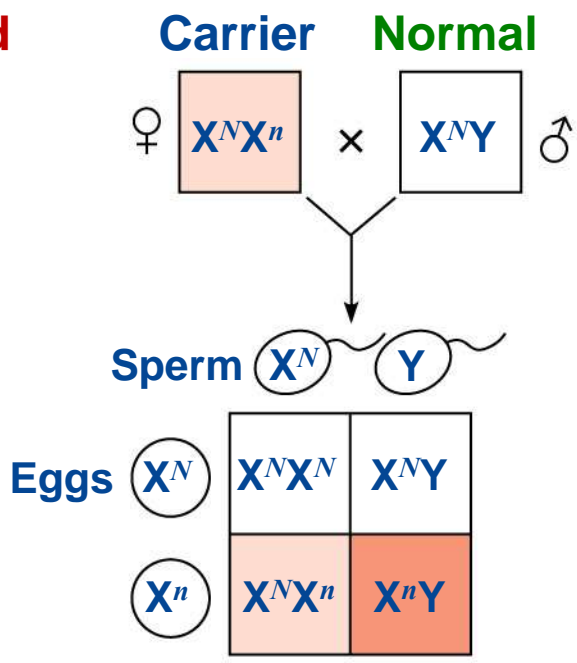 d Carrier Normal
♀ XᴺXⁿ × XᴺY ♂
Sperm Xᴺ Y
Eggs Xᴺ XᴺXᴺ XᴺY
Xⁿ XᴺXⁿ XⁿY